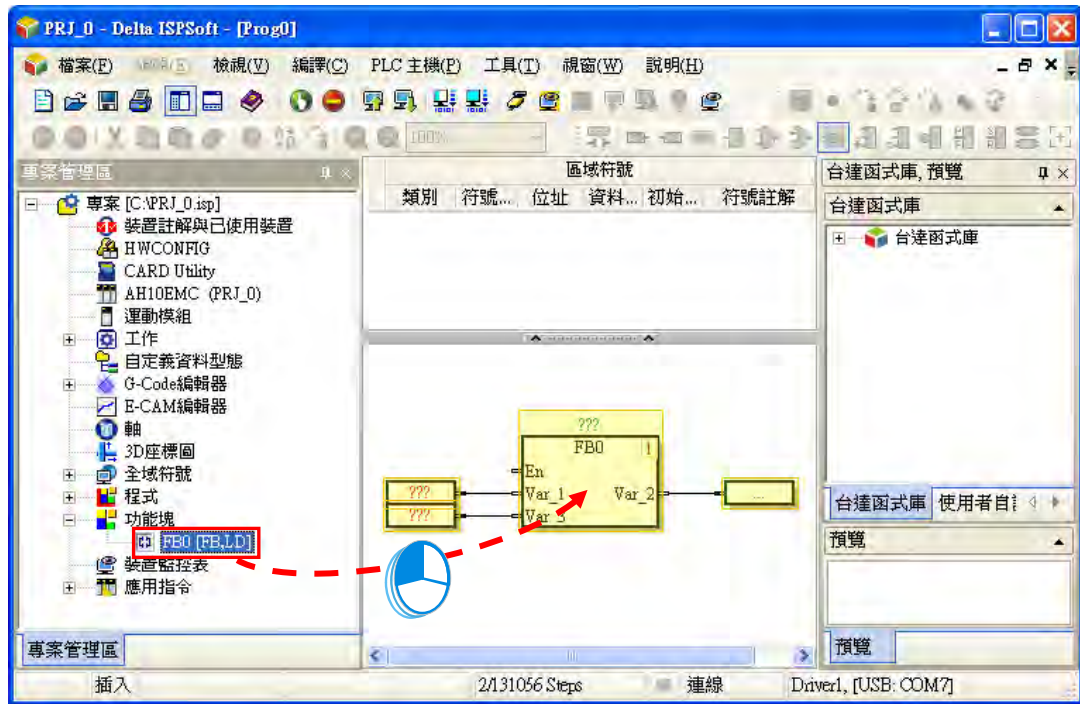 PRJ_0 - Delta ISPSoft - [Prog0]
檔案(F) 檢視(V) 編譯(C) PLC 主機(P) 工具(T) 視窗(W) 說明(H)
100%
專案管理區
專案 [C:\PRJ_0.isp]
裝置註解與已使用裝置
HWCONFIG
CARD Utility
AH10EMC (PRJ_0)
運動模組
工作
自定義資料型態
G-Code編輯器
E-CAM編輯器
軸
3D座標圖
全域符號
程式
功能塊
FB0 [FB,LD]
裝置監控表
應用指令
專案管理區
區域符號
類別 符號... 位址 資料... 初始... 符號註解
???
FB0
En
??? Var_1 Var_2 ...
??? Var_3
台達函式庫, 預覽
台達函式庫
台達函式庫
台達函式庫 使用者自訂
預覽
預覽
插入 2/131056 Steps 連線 Driver1, [USB: COM7]